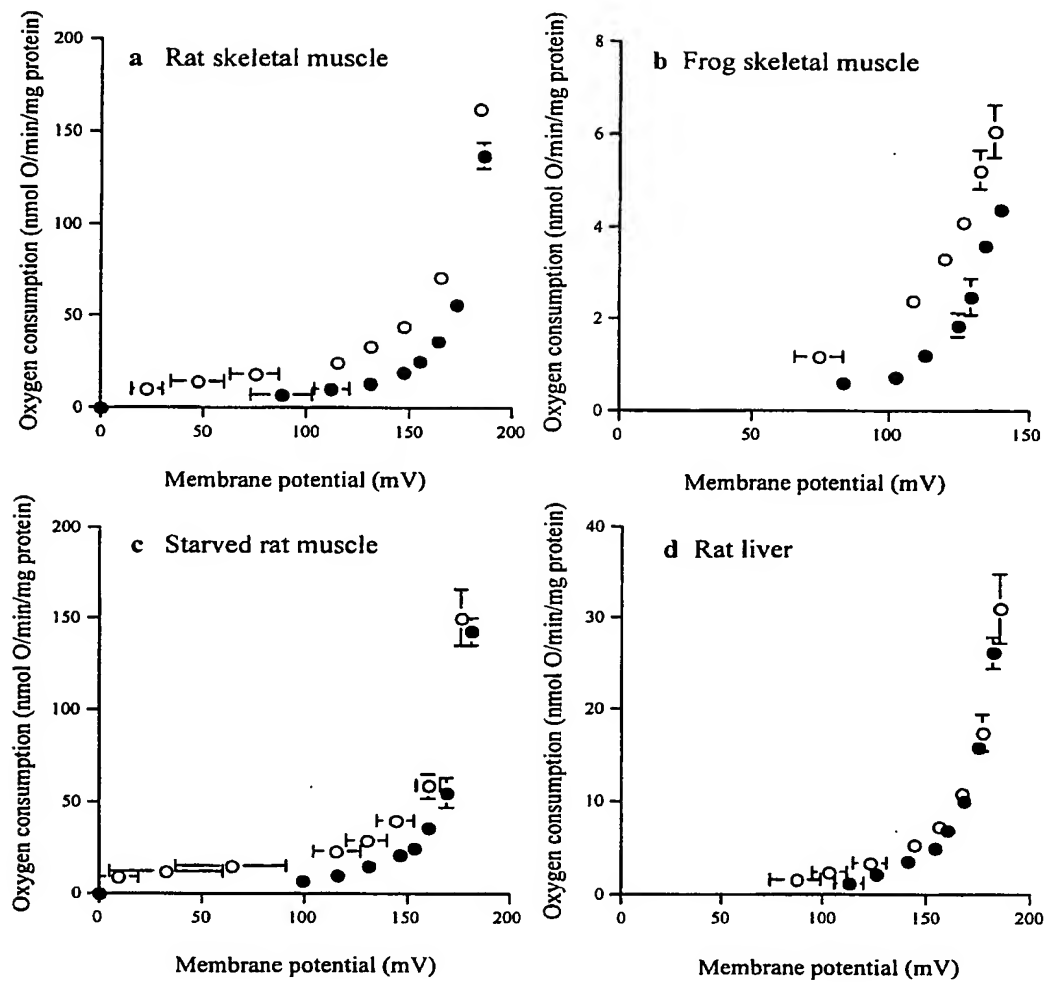 a Rat skeletal muscle
Oxygen consumption (nmol O/min/mg protein)
200
150
100
50
0
0 50 100 150 200
Membrane potential (mV)
b Frog skeletal muscle
Oxygen consumption (nmol O/min/mg protein)
8
6
4
2
0
0 50 100 150
Membrane potential (mV)
c Starved rat muscle
Oxygen consumption (nmol O/min/mg protein)
200
150
100
50
0
0 50 100 150 200
Membrane potential (mV)
d Rat liver
Oxygen consumption (nmol O/min/mg protein)
40
30
20
10
0
0 50 100 150 200
Membrane potential (mV)